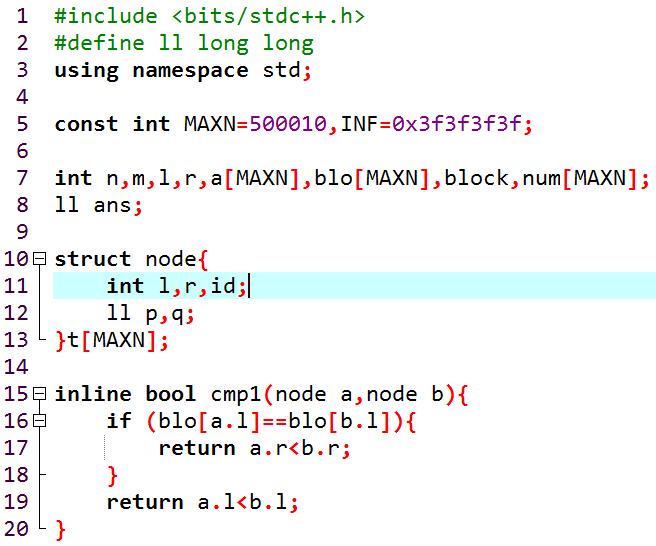 1 #include <bits/stdc++.h>
2 #define ll long long
3 using namespace std;
4
5 const int MAXN=500010,INF=0x3f3f3f3f;
6
7 int n,m,l,r,a[MAXN],blo[MAXN],block,num[MAXN];
8 ll ans;
9
10 struct node{
11     int l,r,id;
12     ll p,q;
13 }t[MAXN];
14
15 inline bool cmp1(node a,node b){
16     if (blo[a.l]==blo[b.l]){
17         return a.r<b.r;
18     }
19     return a.l<b.l;
20 }